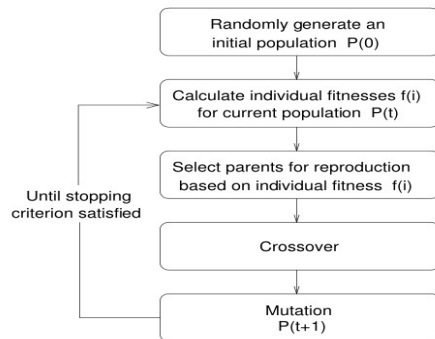 Randomly generate an
initial population P(0)
Calculate individual fitnesses f(i)
for current population P(t)
Select parents for reproduction
based on individual fitness f(i)
Until stopping
criterion satisfied
Crossover
Mutation
P(t+1)